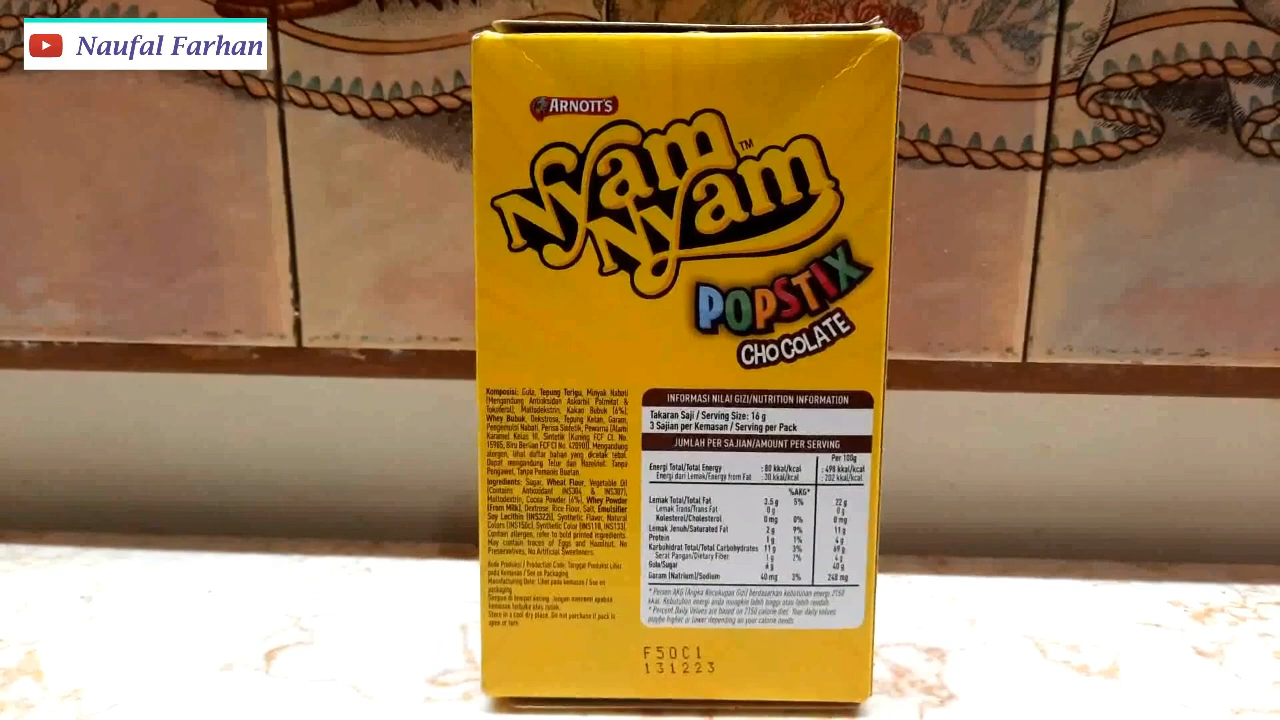 Naufal Farhan
ARNOTT'S
Nyam
Nyam
™
POPSTIX
CHOCOLATE
Komposisi: Gula, Tepung Terigu, Minyak Nabati
(Mengandung Antioksidan Askorbil Palmitat &
Tokoferol), Maltodekstrin, Kakao Bubuk (6%),
Whey Bubuk, Dekstrosa, Tepung Ketan, Garam,
Pengemulsi Nabati, Perisa Sintetik, Pewarna (Alami
Karamel Kelas III, Sintetik (Kuning FCF CI. No.
15985, Biru Berlian FCF CI No. 42090)). Mengandung
alergen, lihat daftar bahan yang dicetak tebal.
Dapat mengandung Telur dan Hazelnut. Tanpa
Pengawet, Tanpa Pemanis Buatan.
Ingredients: Sugar, Wheat Flour, Vegetable Oil
(Contains Antioxidant INS304 & INS307),
Maltodextrin, Cocoa Powder (6%), Whey Powder
(From Milk), Dextrose, Rice Flour, Salt, Emulsifier
Soy Lecithin (INS322i), Synthetic Flavor, Natural
Colors (INS150c), Synthetic Color (INS110, INS133).
Contain allergen, refer to bold printed ingredients.
May contain traces of Eggs and Hazelnut. No
Preservatives, No Artificial Sweeteners.
Kode Produksi / Production Code, Tanggal Produksi: Lihat
pada Kemasan / See on Packaging
Manufacturing Date: Lihat pada kemasan / See on
packaging
Simpan di tempat kering. Jangan membeli apabila
kemasan terbuka atau rusak.
Store in a cool dry place. Do not purchase if pack is
open or torn
INFORMASI NILAI GIZI/NUTRITION INFORMATION
Takaran Saji / Serving Size: 16 g
3 Sajian per Kemasan / Serving per Pack
JUMLAH PER SAJIAN/AMOUNT PER SERVING
Per 100g
Energi Total/Total Energy : 80 kkal/kcal : 498 kkal/kcal
Energi dari Lemak/Energy from Fat : 30 kkal/kcal : 202 kkal/kcal
%AKG*
Lemak Total/Total Fat 3.5 g 5% 22 g
Lemak Trans/Trans Fat 0 g 0 g
Kolesterol/Cholesterol 0 mg 0% 0 mg
Lemak Jenuh/Saturated Fat 2 g 9% 11 g
Protein 1 g 1% 4 g
Karbohidrat Total/Total Carbohydrates 11 g 3% 69 g
Serat Pangan/Dietary Fiber 1 g 2% 4 g
Gula/Sugar 6 g 40 g
Garam (Natrium)/Sodium 40 mg 3% 248 mg
* Persen AKG (Angka Kecukupan Gizi) berdasarkan kebutuhan energi 2150
kkal. Kebutuhan energi anda mungkin lebih tinggi atau lebih rendah.
* Percent Daily Values are based on 2150 calorie diet. Your daily values
maybe higher or lower depending on your calorie needs
F50C1
131223